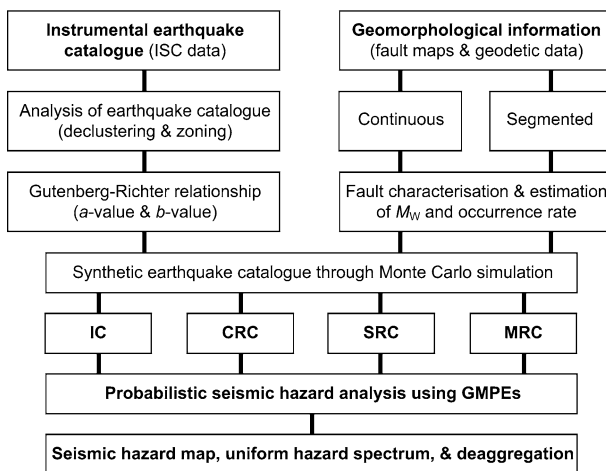 Instrumental earthquake
catalogue (ISC data)
Geomorphological information
(fault maps & geodetic data)
Analysis of earthquake catalogue
(declustering & zoning)
Continuous
Segmented
Gutenberg-Richter relationship
(a-value & b-value)
Fault characterisation & estimation
of MW and occurrence rate
Synthetic earthquake catalogue through Monte Carlo simulation
IC
CRC
SRC
MRC
Probabilistic seismic hazard analysis using GMPEs
Seismic hazard map, uniform hazard spectrum, & deaggregation